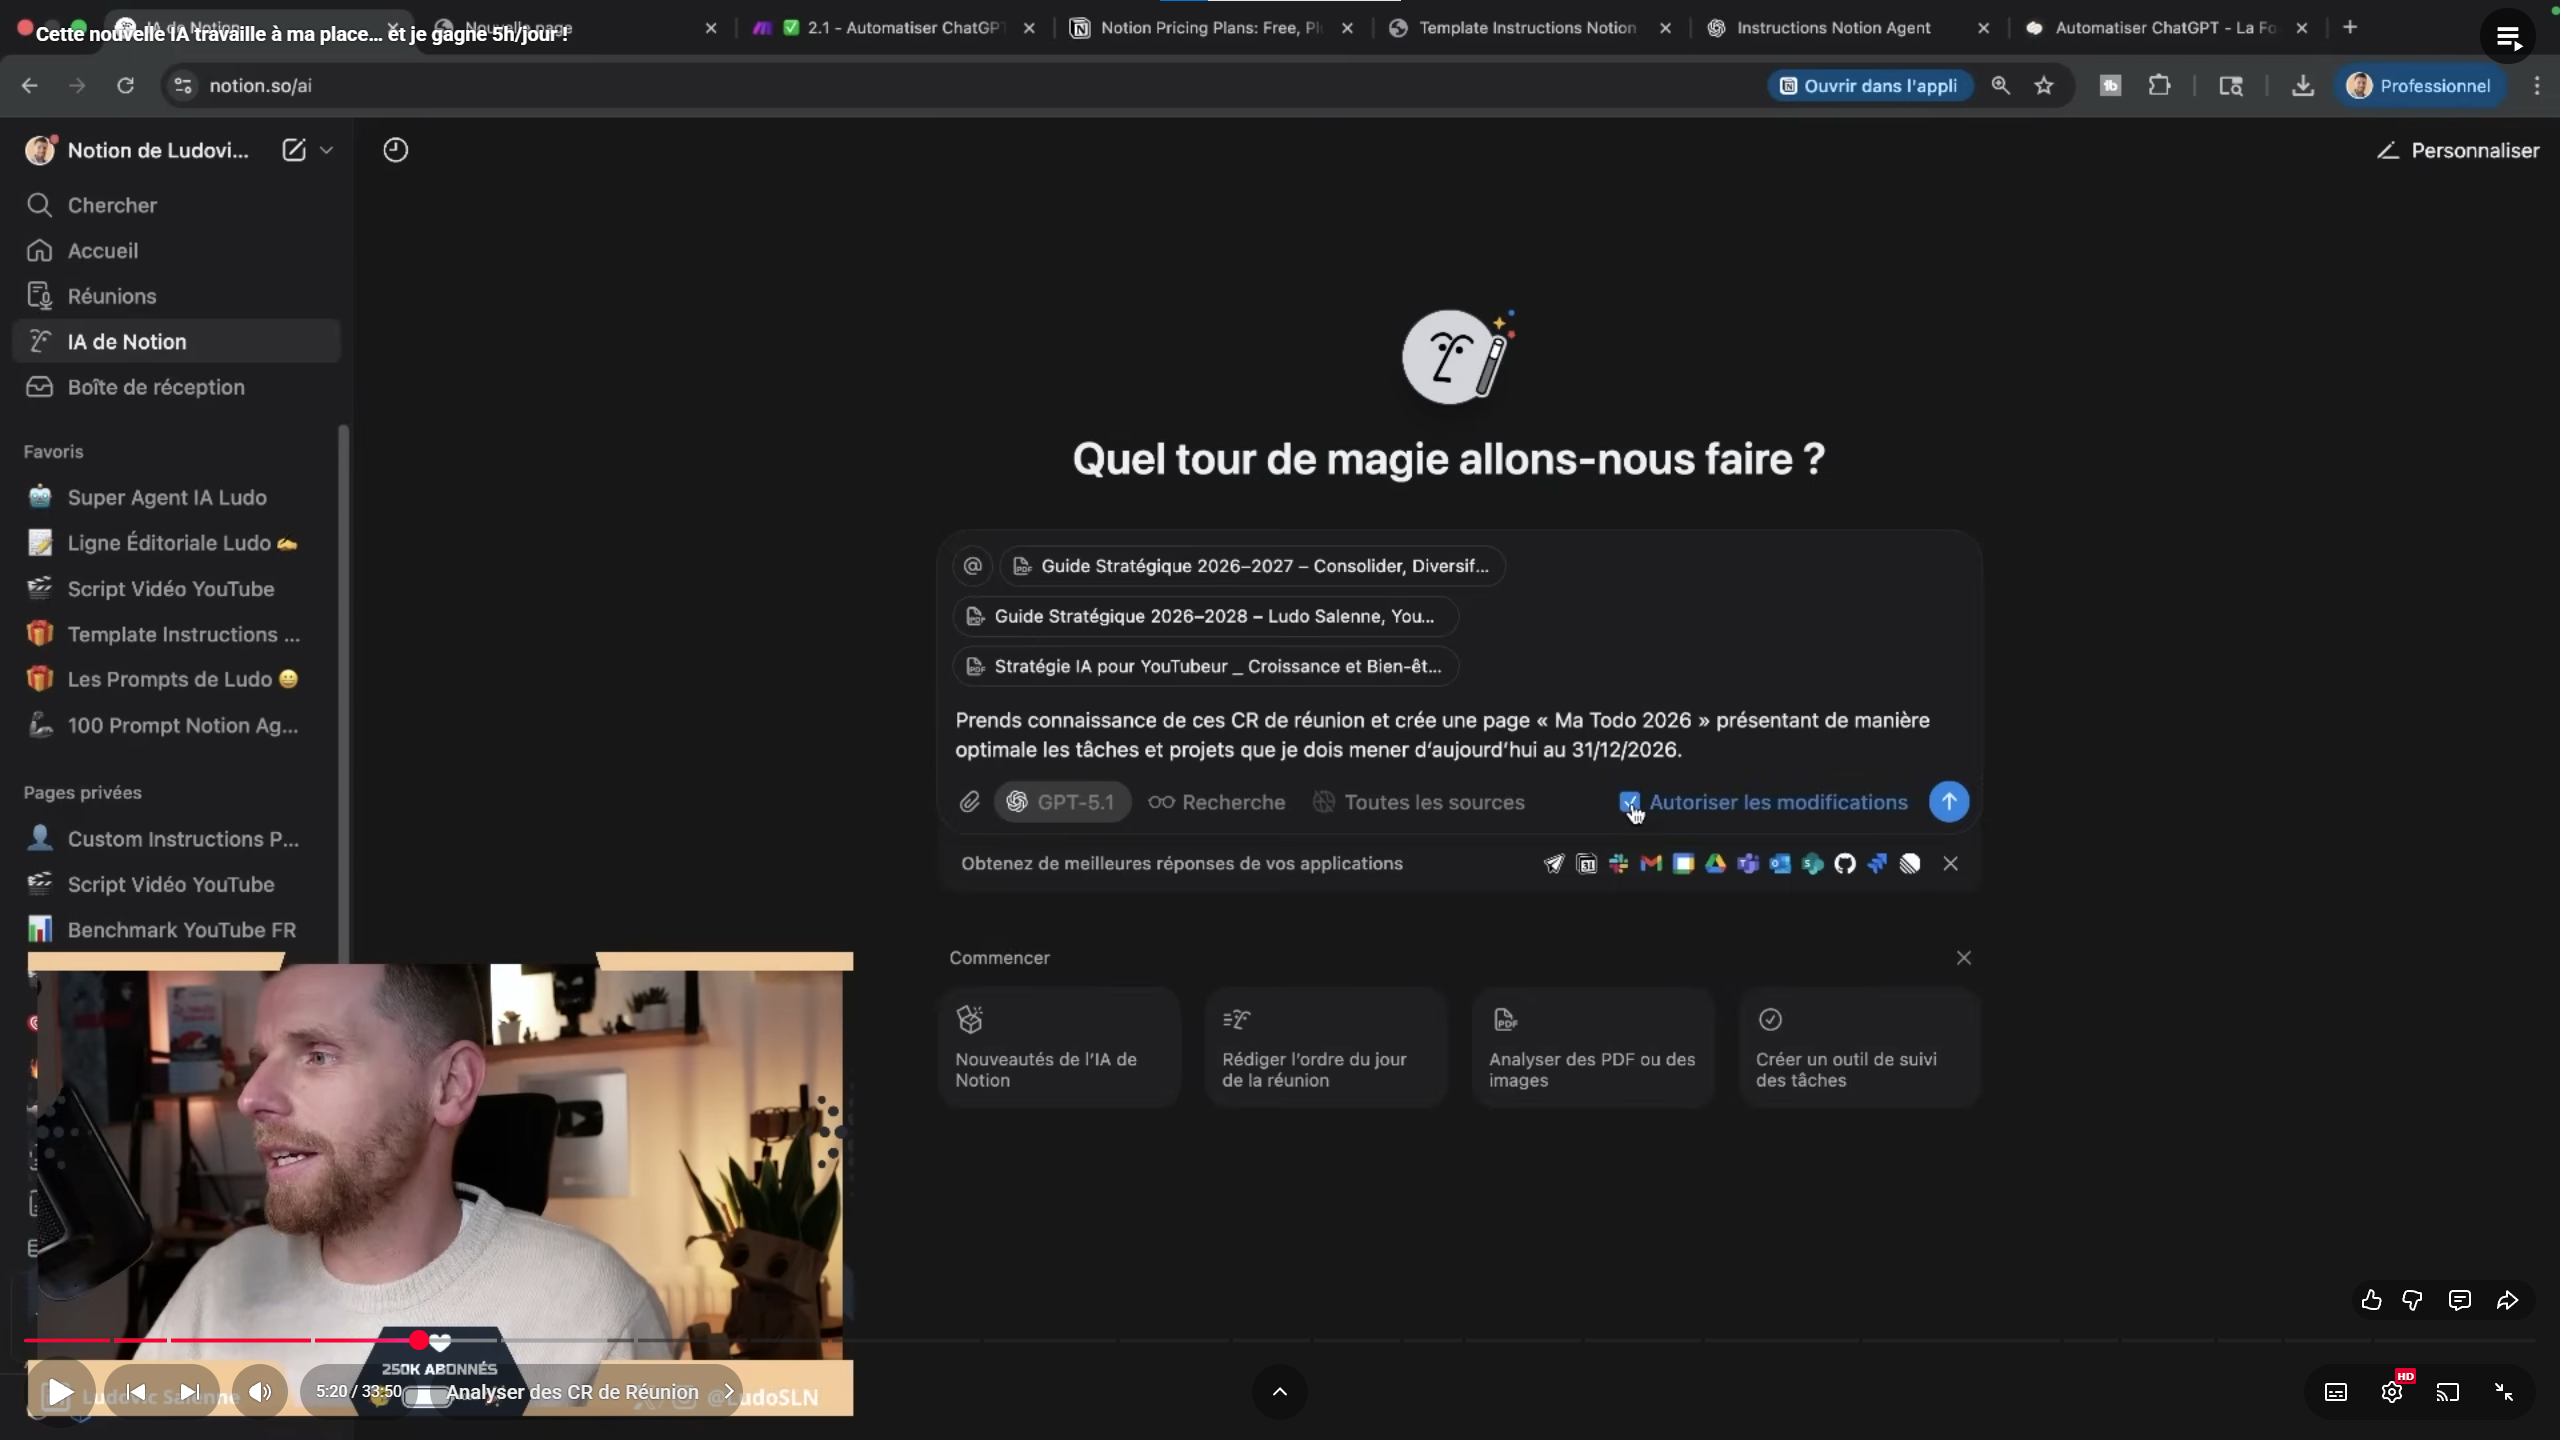 Cette nouvelle IA travaille à ma place... et je gagne 5h/jour !
Nouvelle page
2.1 - Automatiser ChatGP
Notion Pricing Plans: Free, Pl
Template Instructions Notion
Instructions Notion Agent
Automatiser ChatGPT - La Fo
notion.so/ai
Ouvrir dans l'appli
Professionnel
Notion de Ludovi...
Personnaliser
Chercher
Accueil
Réunions
IA de Notion
Boîte de réception
Favoris
Super Agent IA Ludo
Ligne Éditoriale Ludo
Script Vidéo YouTube
Template Instructions ...
Les Prompts de Ludo
100 Prompt Notion Ag...
Pages privées
Custom Instructions P...
Script Vidéo YouTube
Benchmark YouTube FR
Quel tour de magie allons-nous faire ?
@ Guide Stratégique 2026–2027 – Consolider, Diversif...
Guide Stratégique 2026–2028 – Ludo Salenne, You...
Stratégie IA pour YouTubeur _ Croissance et Bien-êt...
Prends connaissance de ces CR de réunion et crée une page « Ma Todo 2026 » présentant de manière
optimale les tâches et projets que je dois mener d'aujourd'hui au 31/12/2026.
GPT-5.1 Recherche Toutes les sources Autoriser les modifications
Obtenez de meilleures réponses de vos applications
Commencer
Nouveautés de l'IA de
Notion
Rédiger l'ordre du jour
de la réunion
Analyser des PDF ou des
images
Créer un outil de suivi
des tâches
250K ABONNÉS
Ludovic Salenne
5:20 / 33:50
Analyser des CR de Réunion
@LudoSLN
HD